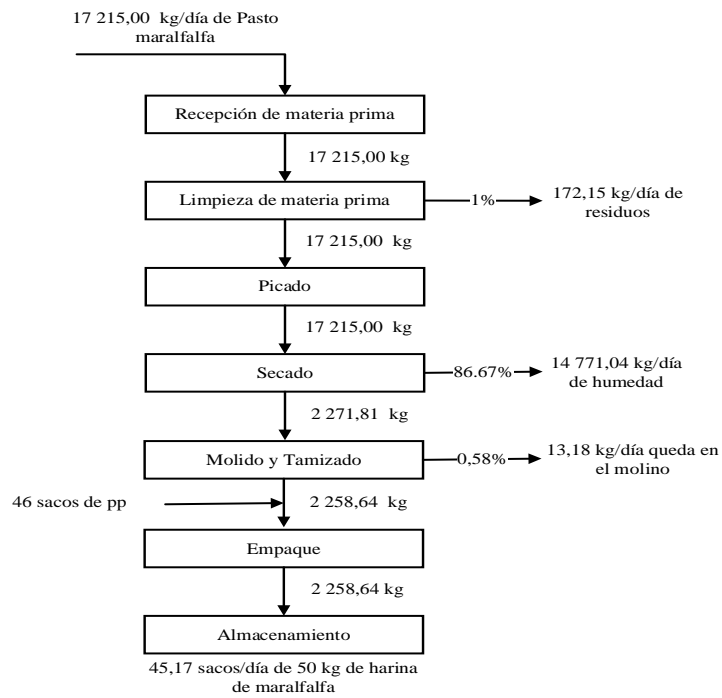 17 215,00 kg/día de Pasto
maralfalfa
Recepción de materia prima
17 215,00 kg
Limpieza de materia prima
1%
172,15 kg/día de
residuos
17 215,00 kg
Picado
17 215,00 kg
Secado
86.67%
14 771,04 kg/día
de humedad
2 271,81 kg
Molido y Tamizado
0,58%
13,18 kg/día queda en
el molino
46 sacos de pp
2 258,64 kg
Empaque
2 258,64 kg
Almacenamiento
45,17 sacos/día de 50 kg de harina
de maralfalfa